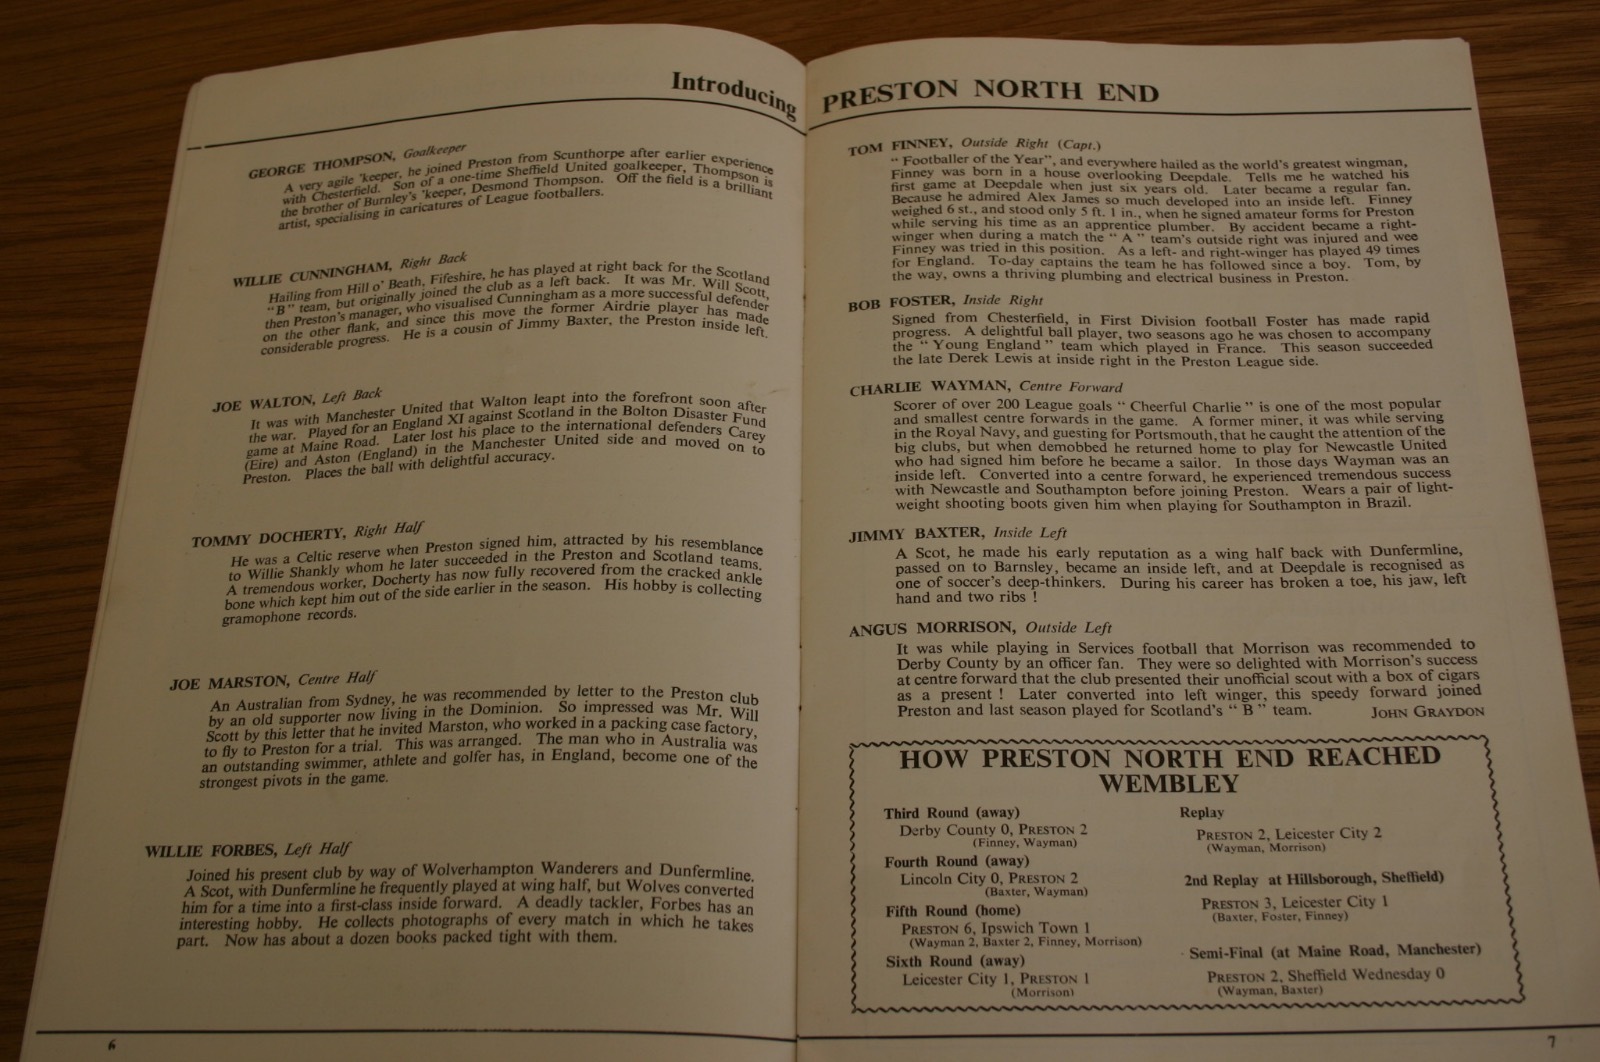 Introducing
GEORGE THOMPSON, Goalkeeper
A very agile 'keeper, he joined Preston from Scunthorpe after earlier experience
with Chesterfield. Son of a one-time Sheffield United goalkeeper, Thompson is
the brother of Burnley's 'keeper, Desmond Thompson. Off the field is a brilliant
artist, specialising in caricatures of League footballers.
WILLIE CUNNINGHAM, Right Back
Hailing from Hill o' Beath, Fifeshire, he has played at right back for the Scotland
"B" team, but originally joined the club as a left back. It was Mr. Will Scott,
then Preston's manager, who visualised Cunningham as a more successful defender
on the other flank, and since this move the former Airdrie player has made
considerable progress. He is a cousin of Jimmy Baxter, the Preston inside left.
JOE WALTON, Left Back
It was with Manchester United that Walton leapt into the forefront soon after
the war. Played for an England XI against Scotland in the Bolton Disaster Fund
game at Maine Road. Later lost his place to the international defenders Carey
(Eire) and Aston (England) in the Manchester United side and moved on to
Preston. Places the ball with delightful accuracy.
TOMMY DOCHERTY, Right Half
He was a Celtic reserve when Preston signed him, attracted by his resemblance
to Willie Shankly whom he later succeeded in the Preston and Scotland teams.
A tremendous worker, Docherty has now fully recovered from the cracked ankle
bone which kept him out of the side earlier in the season. His hobby is collecting
gramophone records.
JOE MARSTON, Centre Half
An Australian from Sydney, he was recommended by letter to the Preston club
by an old supporter now living in the Dominion. So impressed was Mr. Will
Scott by this letter that he invited Marston, who worked in a packing case factory,
to fly to Preston for a trial. This was arranged. The man who in Australia was
an outstanding swimmer, athlete and golfer has, in England, become one of the
strongest pivots in the game.
WILLIE FORBES, Left Half
Joined his present club by way of Wolverhampton Wanderers and Dunfermline.
A Scot, with Dunfermline he frequently played at wing half, but Wolves converted
him for a time into a first-class inside forward. A deadly tackler, Forbes has an
interesting hobby. He collects photographs of every match in which he takes
part. Now has about a dozen books packed tight with them.
6
PRESTON NORTH END
TOM FINNEY, Outside Right (Capt.)
"Footballer of the Year", and everywhere hailed as the world's greatest wingman,
Finney was born in a house overlooking Deepdale. Tells me he watched his
first game at Deepdale when just six years old. Later became a regular fan.
Because he admired Alex James so much developed into an inside left. Finney
weighed 6 st., and stood only 5 ft. 1 in., when he signed amateur forms for Preston
while serving his time as an apprentice plumber. By accident became a right-
winger when during a match the "A" team's outside right was injured and wee
Finney was tried in this position. As a left- and right-winger has played 49 times
for England. To-day captains the team he has followed since a boy. Tom, by
the way, owns a thriving plumbing and electrical business in Preston.
BOB FOSTER, Inside Right
Signed from Chesterfield, in First Division football Foster has made rapid
progress. A delightful ball player, two seasons ago he was chosen to accompany
the "Young England" team which played in France. This season succeeded
the late Derek Lewis at inside right in the Preston League side.
CHARLIE WAYMAN, Centre Forward
Scorer of over 200 League goals "Cheerful Charlie" is one of the most popular
and smallest centre forwards in the game. A former miner, it was while serving
in the Royal Navy, and guesting for Portsmouth, that he caught the attention of the
big clubs, but when demobbed he returned home to play for Newcastle United
who had signed him before he became a sailor. In those days Wayman was an
inside left. Converted into a centre forward, he experienced tremendous success
with Newcastle and Southampton before joining Preston. Wears a pair of light-
weight shooting boots given him when playing for Southampton in Brazil.
JIMMY BAXTER, Inside Left
A Scot, he made his early reputation as a wing half back with Dunfermline,
passed on to Barnsley, became an inside left, and at Deepdale is recognised as
one of soccer's deep-thinkers. During his career has broken a toe, his jaw, left
hand and two ribs !
ANGUS MORRISON, Outside Left
It was while playing in Services football that Morrison was recommended to
Derby County by an officer fan. They were so delighted with Morrison's success
at centre forward that the club presented their unofficial scout with a box of cigars
as a present ! Later converted into left winger, this speedy forward joined
Preston and last season played for Scotland's "B" team. JOHN GRAYDON
HOW PRESTON NORTH END REACHED
WEMBLEY
Third Round (away)
Derby County 0, PRESTON 2
(Finney, Wayman)
Fourth Round (away)
Lincoln City 0, PRESTON 2
(Baxter, Wayman)
Fifth Round (home)
PRESTON 6, Ipswich Town 1
(Wayman 2, Baxter 2, Finney, Morrison)
Sixth Round (away)
Leicester City 1, PRESTON 1
(Morrison)
Replay
PRESTON 2, Leicester City 2
(Wayman, Morrison)
2nd Replay at Hillsborough, Sheffield)
PRESTON 3, Leicester City 1
(Baxter, Foster, Finney)
Semi-Final (at Maine Road, Manchester)
PRESTON 2, Sheffield Wednesday 0
(Wayman, Baxter)
7